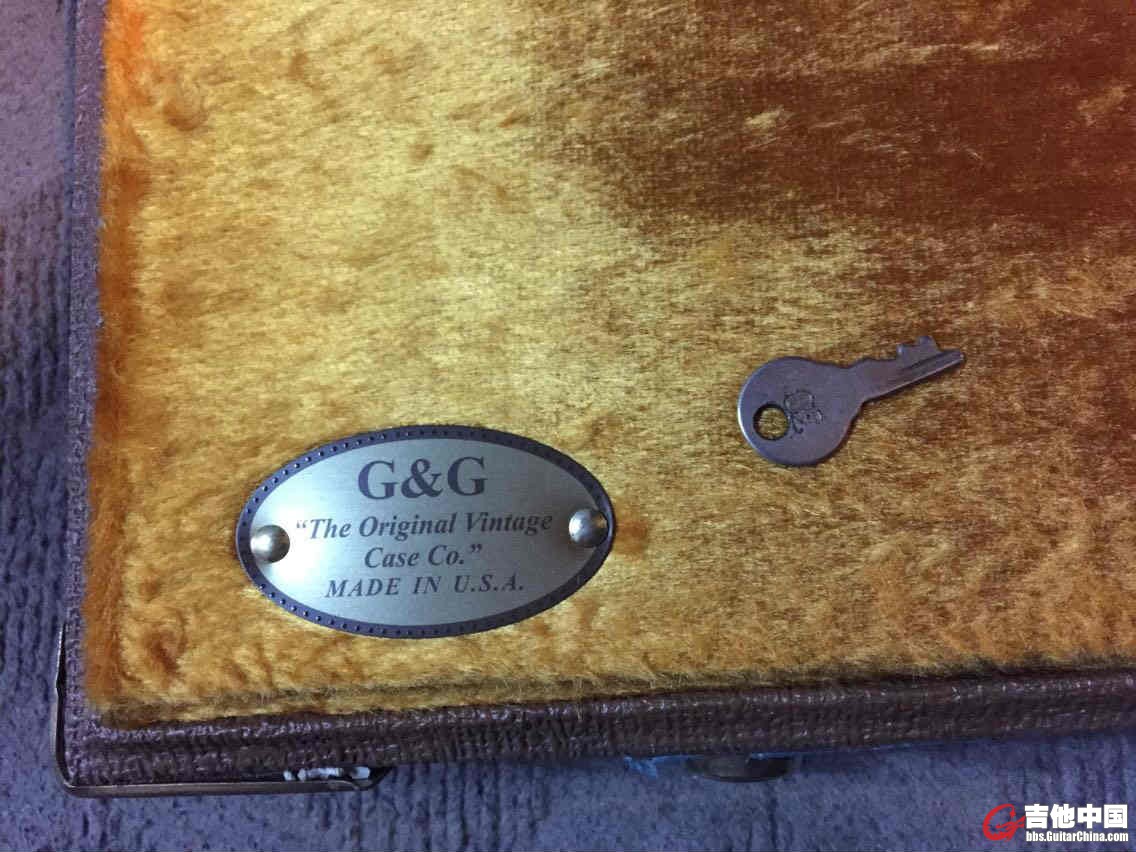 G&G
“The Original Vintage
Case Co.”
MADE IN U.S.A.
吉他中国
bbs.GuitarChina.com